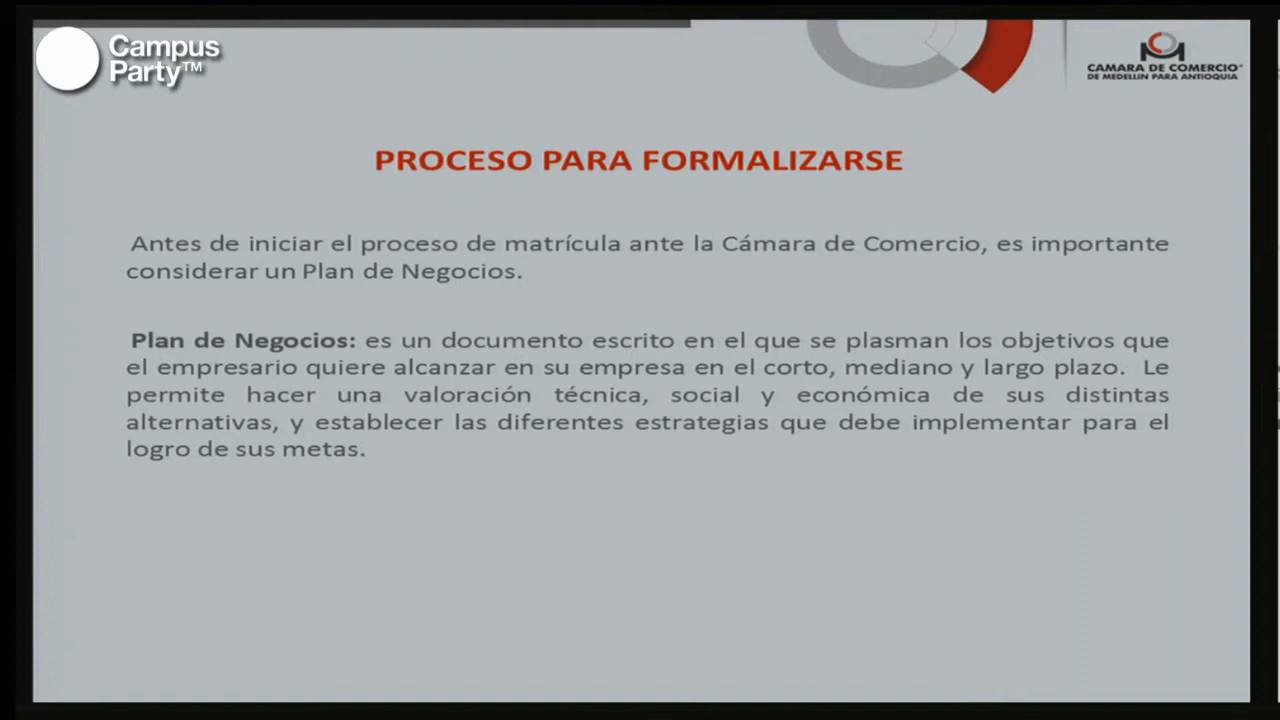 Campus
Party™
CAMARA DE COMERCIO®
DE MEDELLIN PARA ANTIOQUIA
PROCESO PARA FORMALIZARSE
Antes de iniciar el proceso de matrícula ante la Cámara de Comercio, es importante
considerar un Plan de Negocios.
Plan de Negocios: es un documento escrito en el que se plasman los objetivos que
el empresario quiere alcanzar en su empresa en el corto, mediano y largo plazo. Le
permite hacer una valoración técnica, social y económica de sus distintas
alternativas, y establecer las diferentes estrategias que debe implementar para el
logro de sus metas.